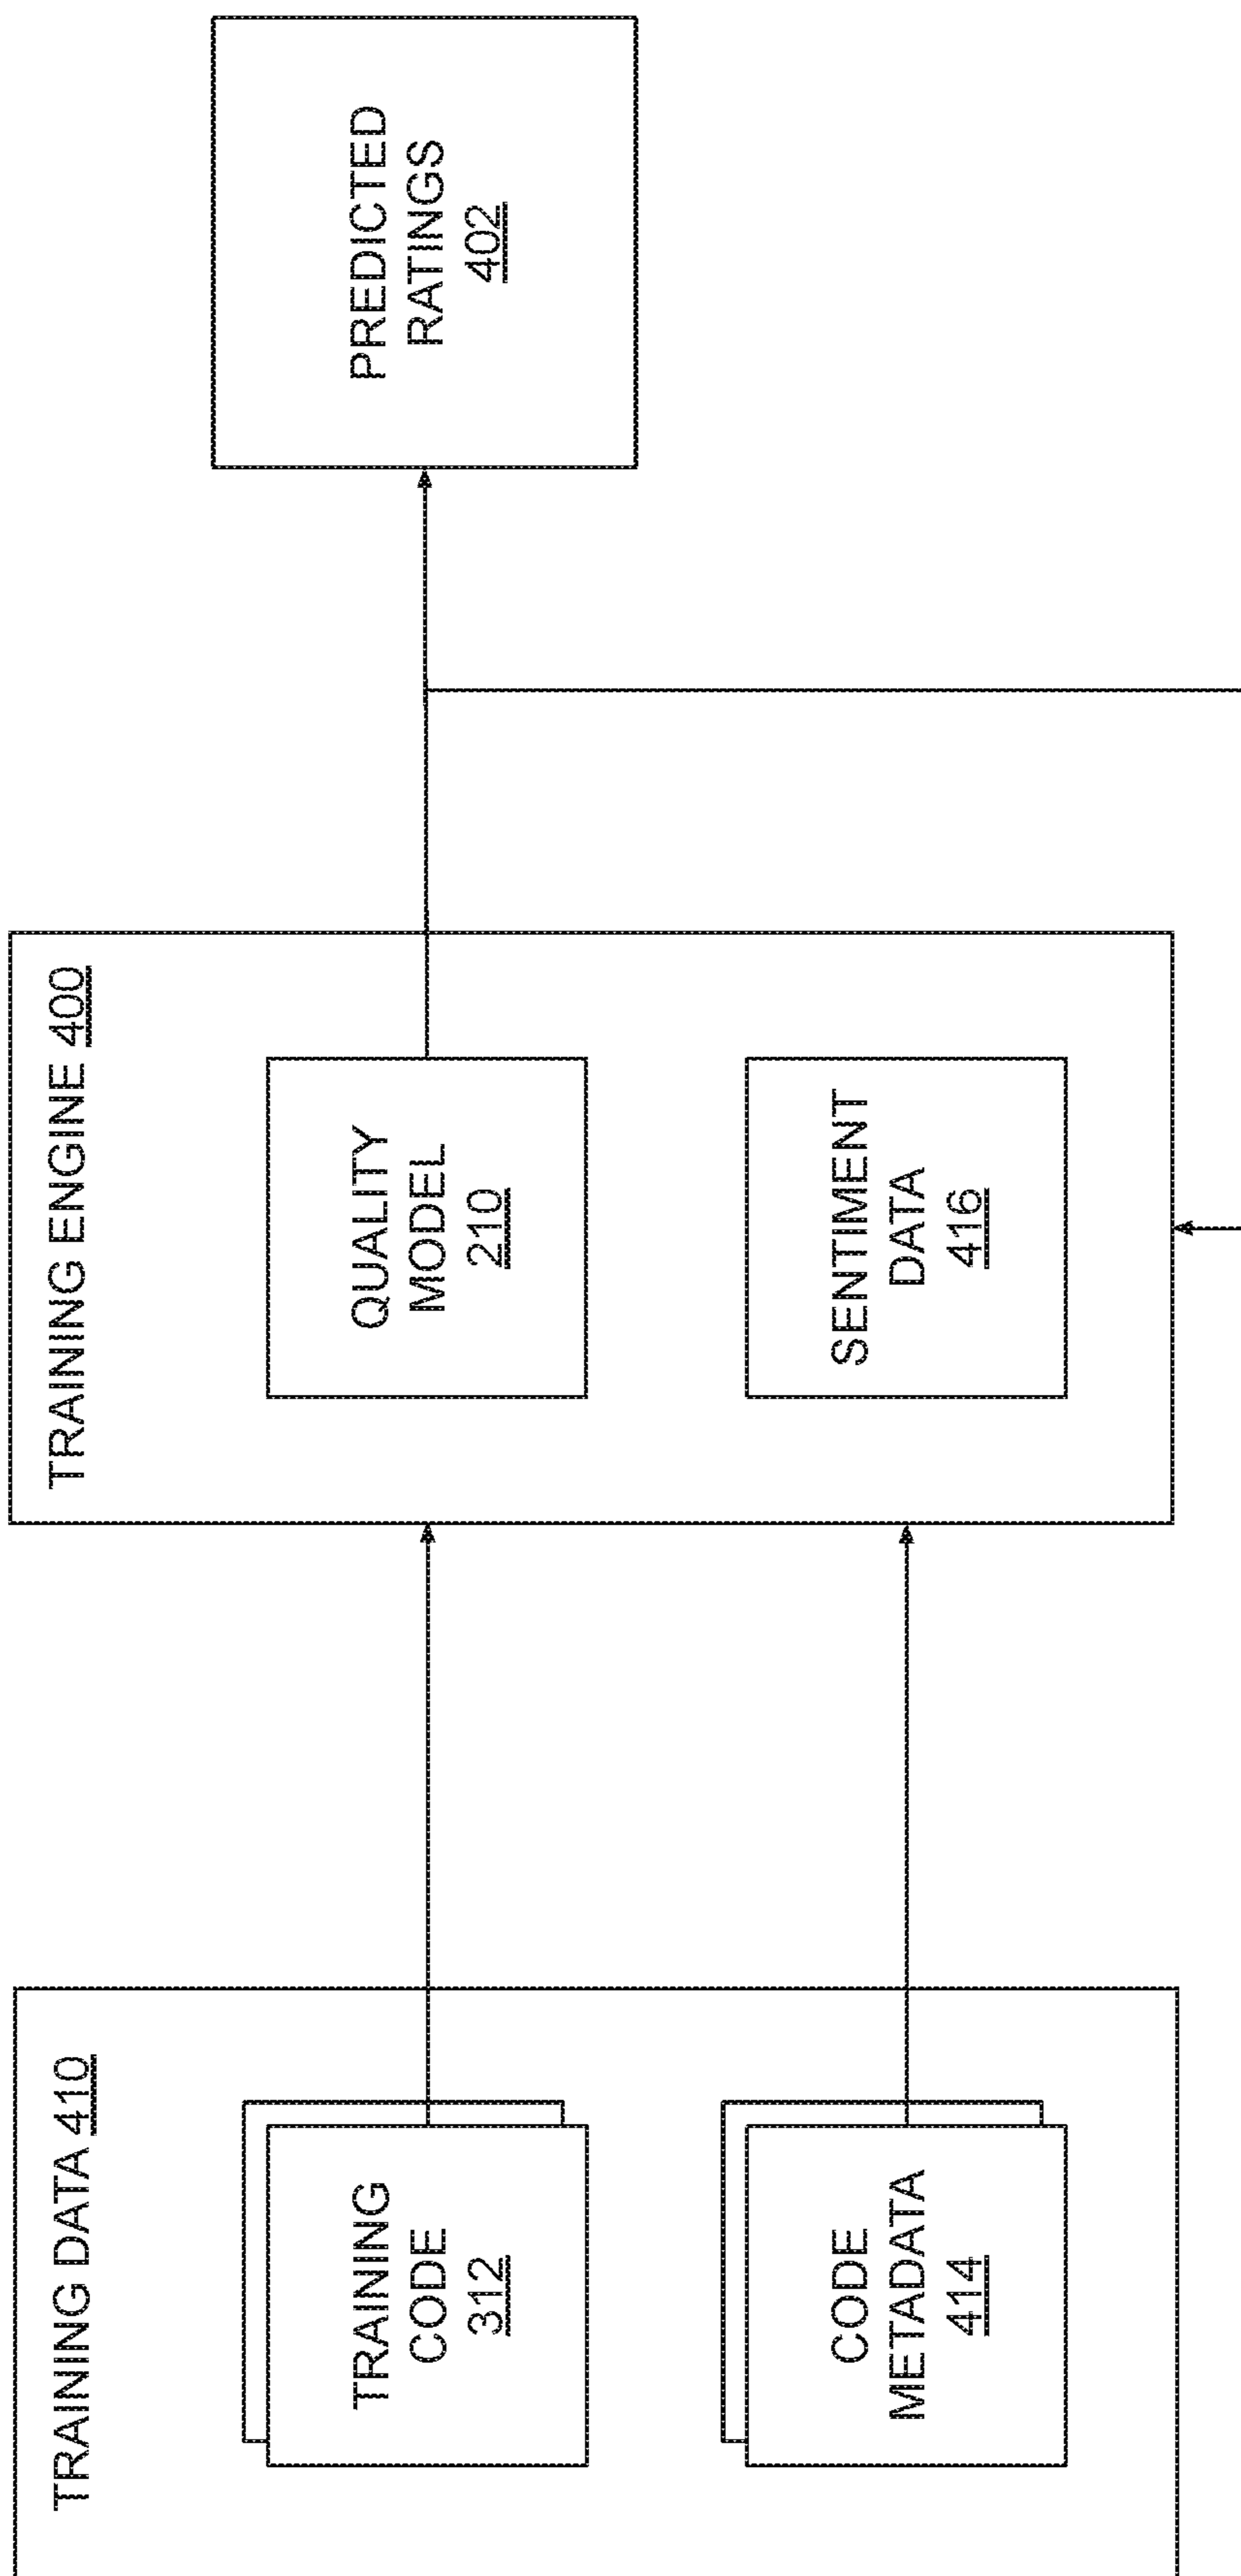 TRAINING DATA 410
TRAINING
CODE
312
CODE
METADATA
414
TRAINING ENGINE 400
QUALITY
MODEL
210
SENTIMENT
DATA
416
PREDICTED
RATINGS
402